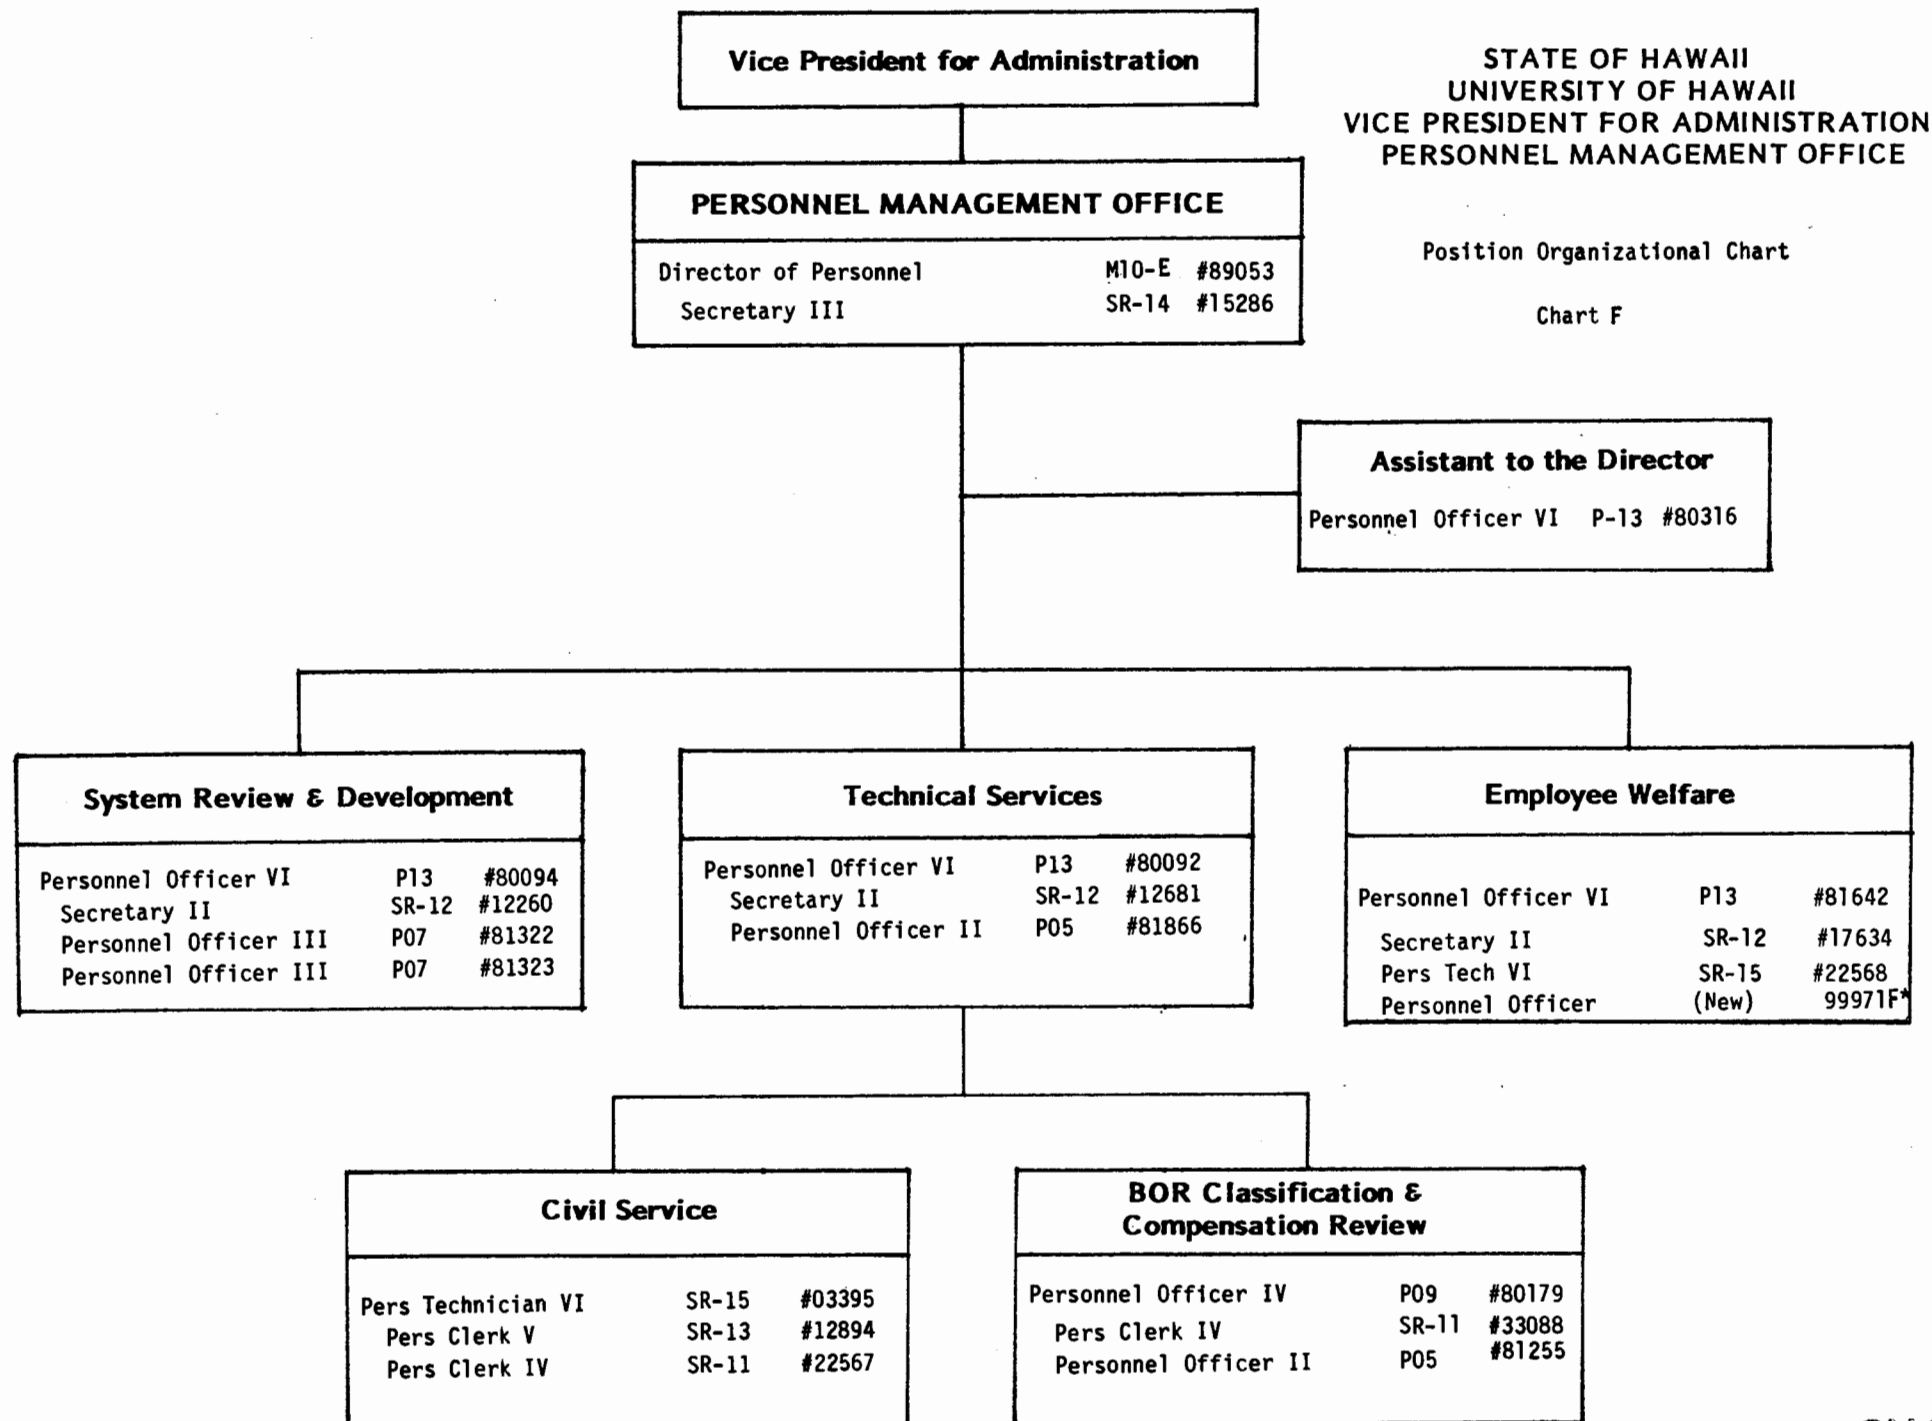 Vice President for Administration
STATE OF HAWAII
UNIVERSITY OF HAWAII
VICE PRESIDENT FOR ADMINISTRATION
PERSONNEL MANAGEMENT OFFICE
Position Organizational Chart
Chart F
PERSONNEL MANAGEMENT OFFICE
Director of Personnel M10-E #89053
Secretary III SR-14 #15286
Assistant to the Director
Personnel Officer VI P-13 #80316
System Review & Development
Personnel Officer VI P13 #80094
Secretary II SR-12 #12260
Personnel Officer III P07 #81322
Personnel Officer III P07 #81323
Technical Services
Personnel Officer VI P13 #80092
Secretary II SR-12 #12681
Personnel Officer II P05 #81866
Employee Welfare
Personnel Officer VI P13 #81642
Secretary II SR-12 #17634
Pers Tech VI SR-15 #22568
Personnel Officer (New) 99971F*
Civil Service
Pers Technician VI SR-15 #03395
Pers Clerk V SR-13 #12894
Pers Clerk IV SR-11 #22567
BOR Classification &
Compensation Review
Personnel Officer IV P09 #80179
Pers Clerk IV SR-11 #33088
Personnel Officer II P05 #81255